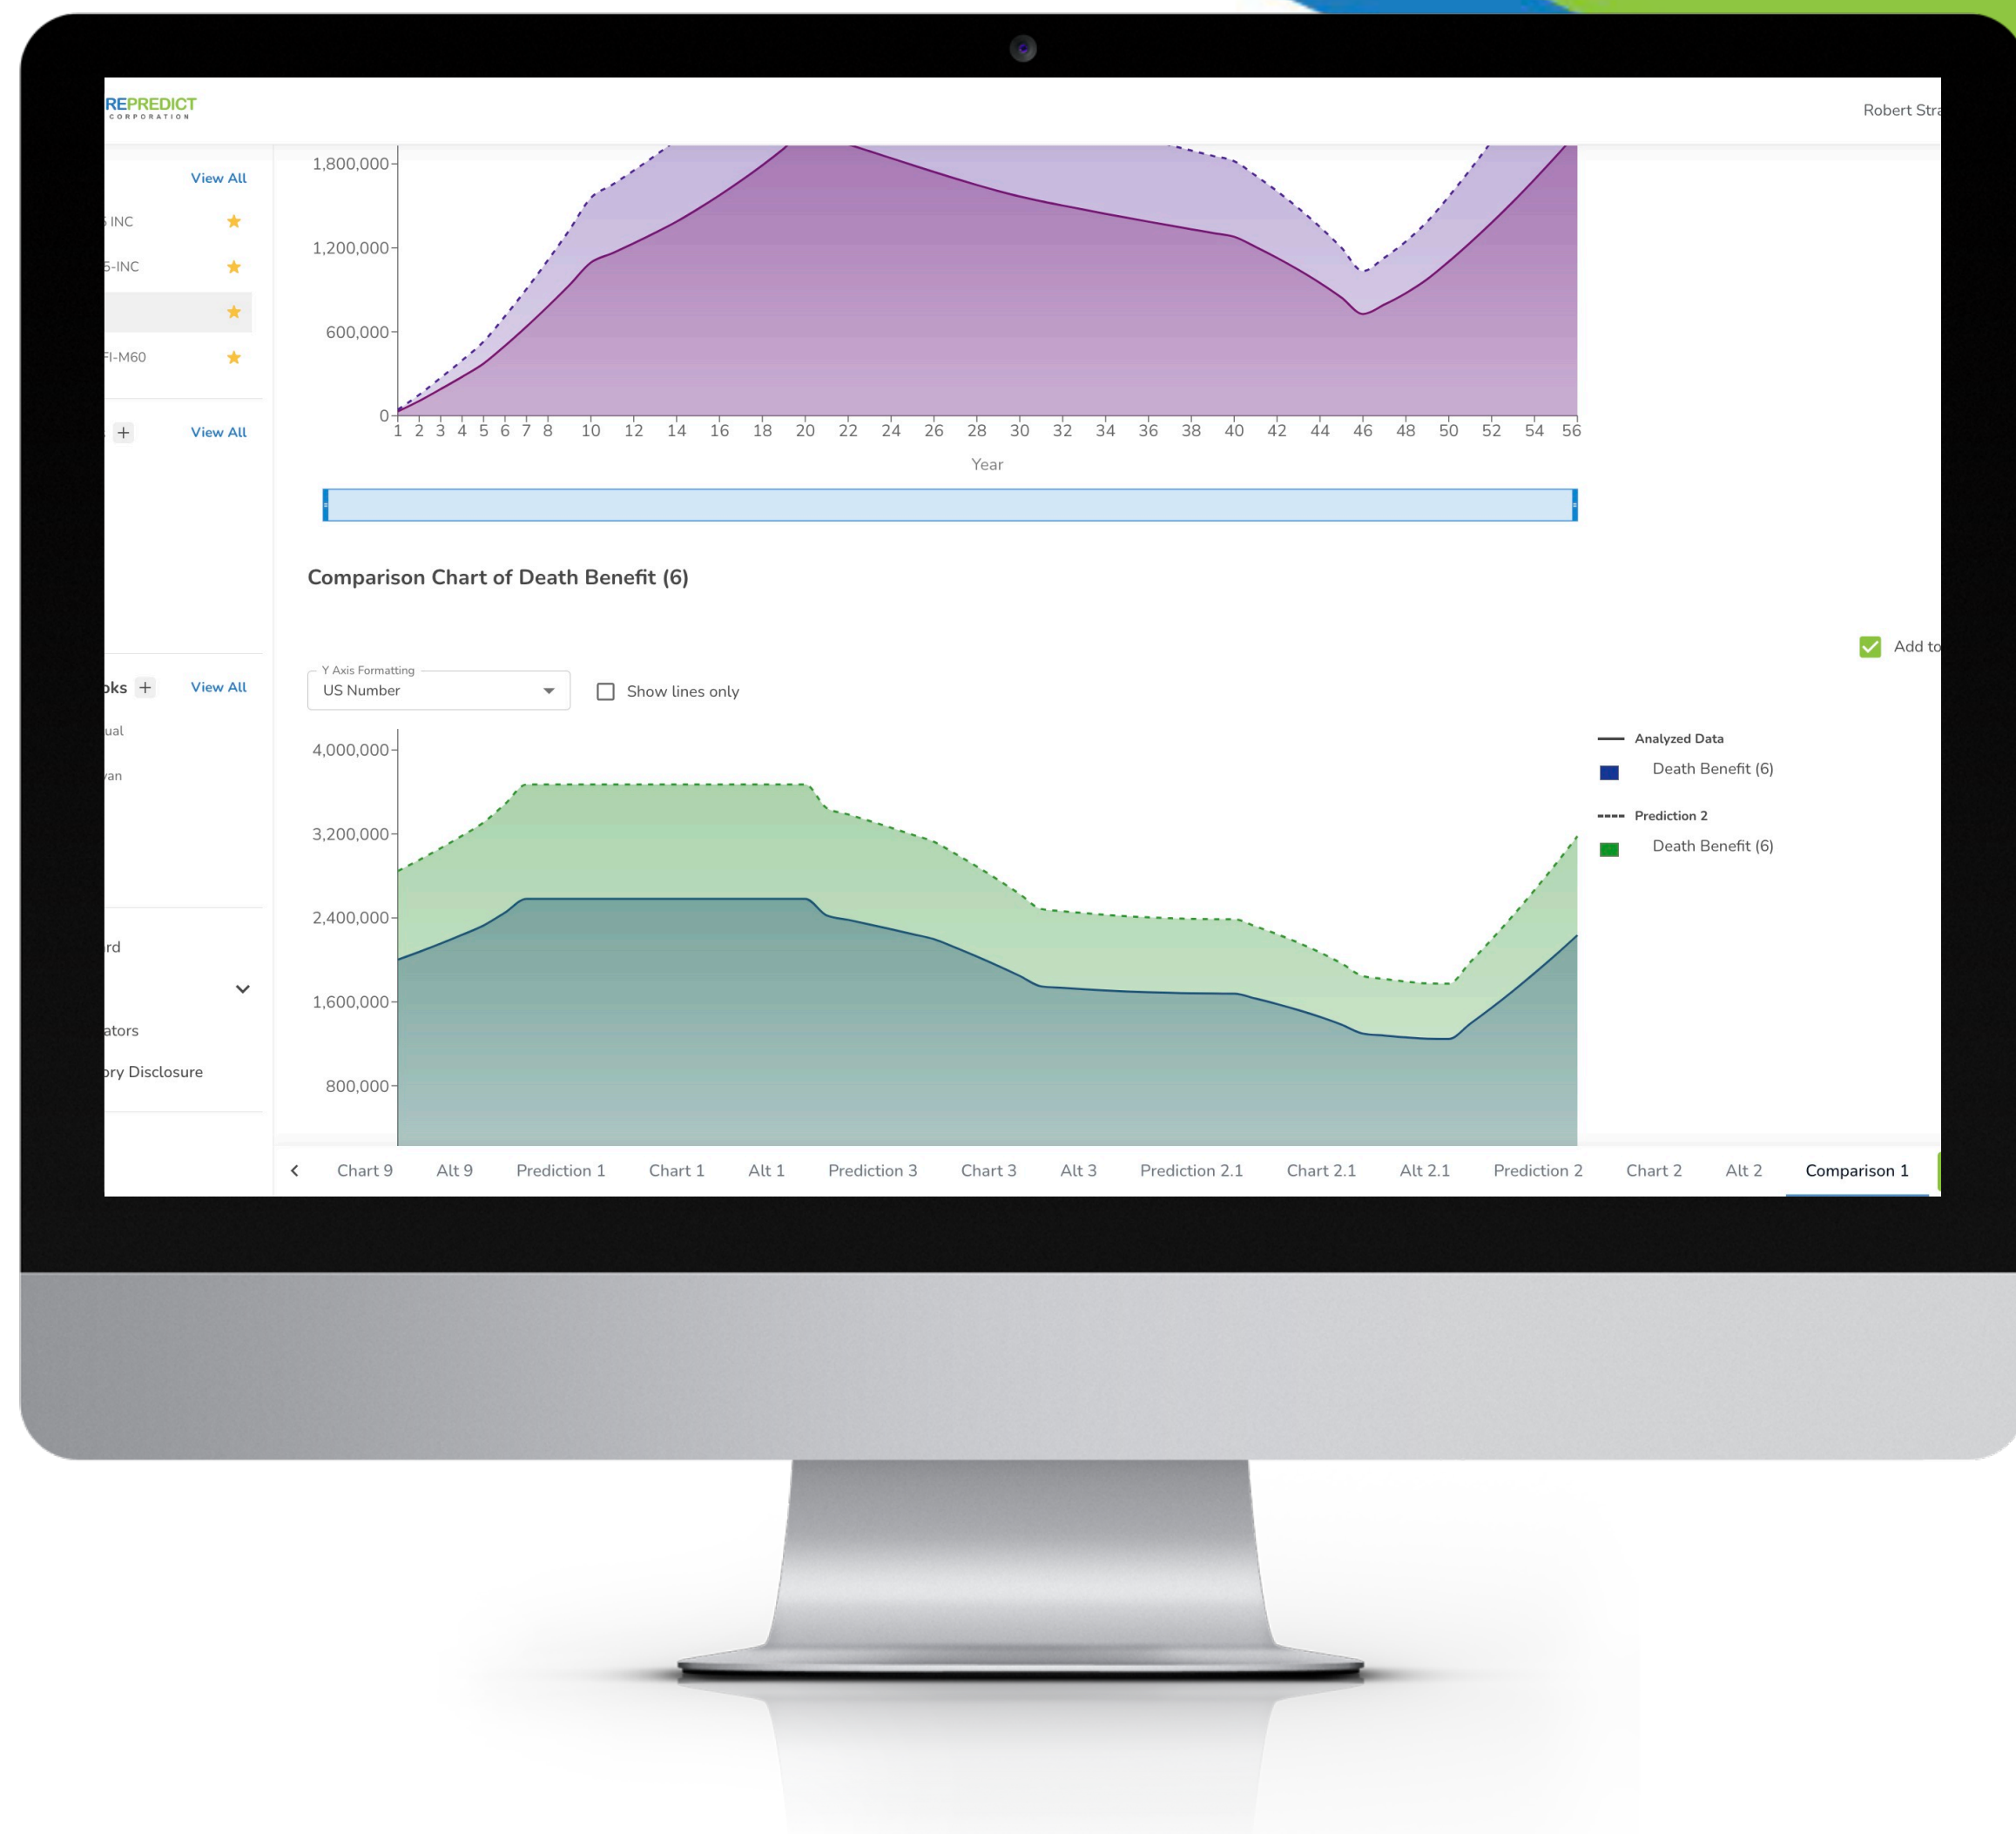 REPREDICT
CORPORATION
Robert Stra
View All
INC
5-INC
FI-M60
+ View All
oks + View All
ual
van
rd
ators
ory Disclosure
1,800,000
1,200,000
600,000
0
1 2 3 4 5 6 7 8 10 12 14 16 18 20 22 24 26 28 30 32 34 36 38 40 42 44 46 48 50 52 54 56
Year
Comparison Chart of Death Benefit (6)
Add to
Y Axis Formatting
US Number
Show lines only
4,000,000
3,200,000
2,400,000
1,600,000
800,000
Analyzed Data
Death Benefit (6)
Prediction 2
Death Benefit (6)
Chart 9 Alt 9 Prediction 1 Chart 1 Alt 1 Prediction 3 Chart 3 Alt 3 Prediction 2.1 Chart 2.1 Alt 2.1 Prediction 2 Chart 2 Alt 2 Comparison 1